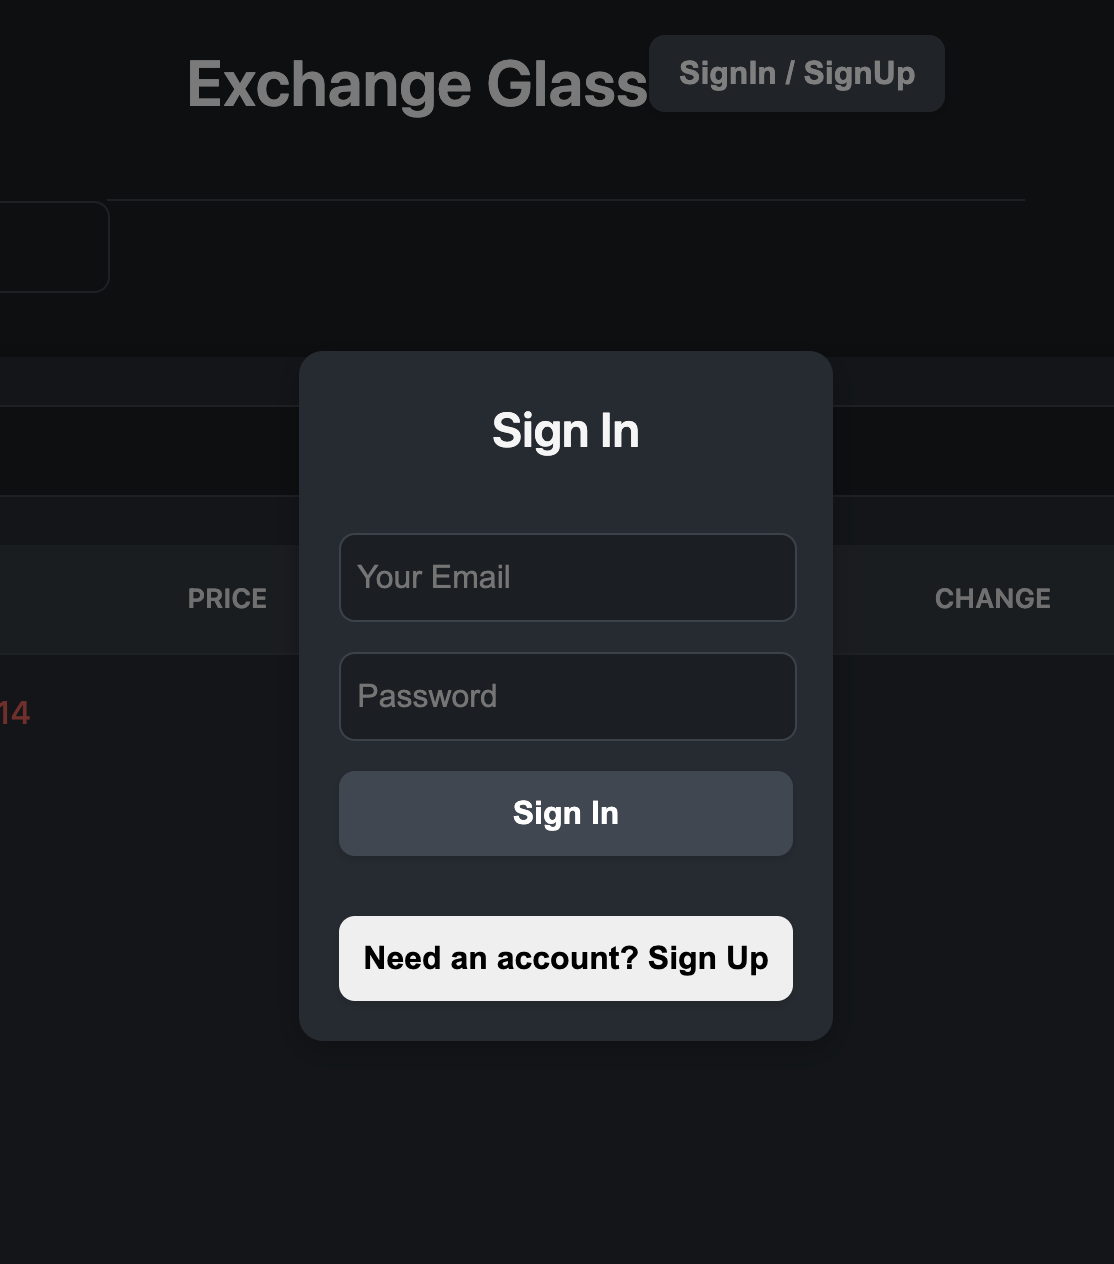 Exchange Glass
SignIn / SignUp
Sign In
Your Email
PRICE
CHANGE
Password
14
Sign In
Need an account? Sign Up